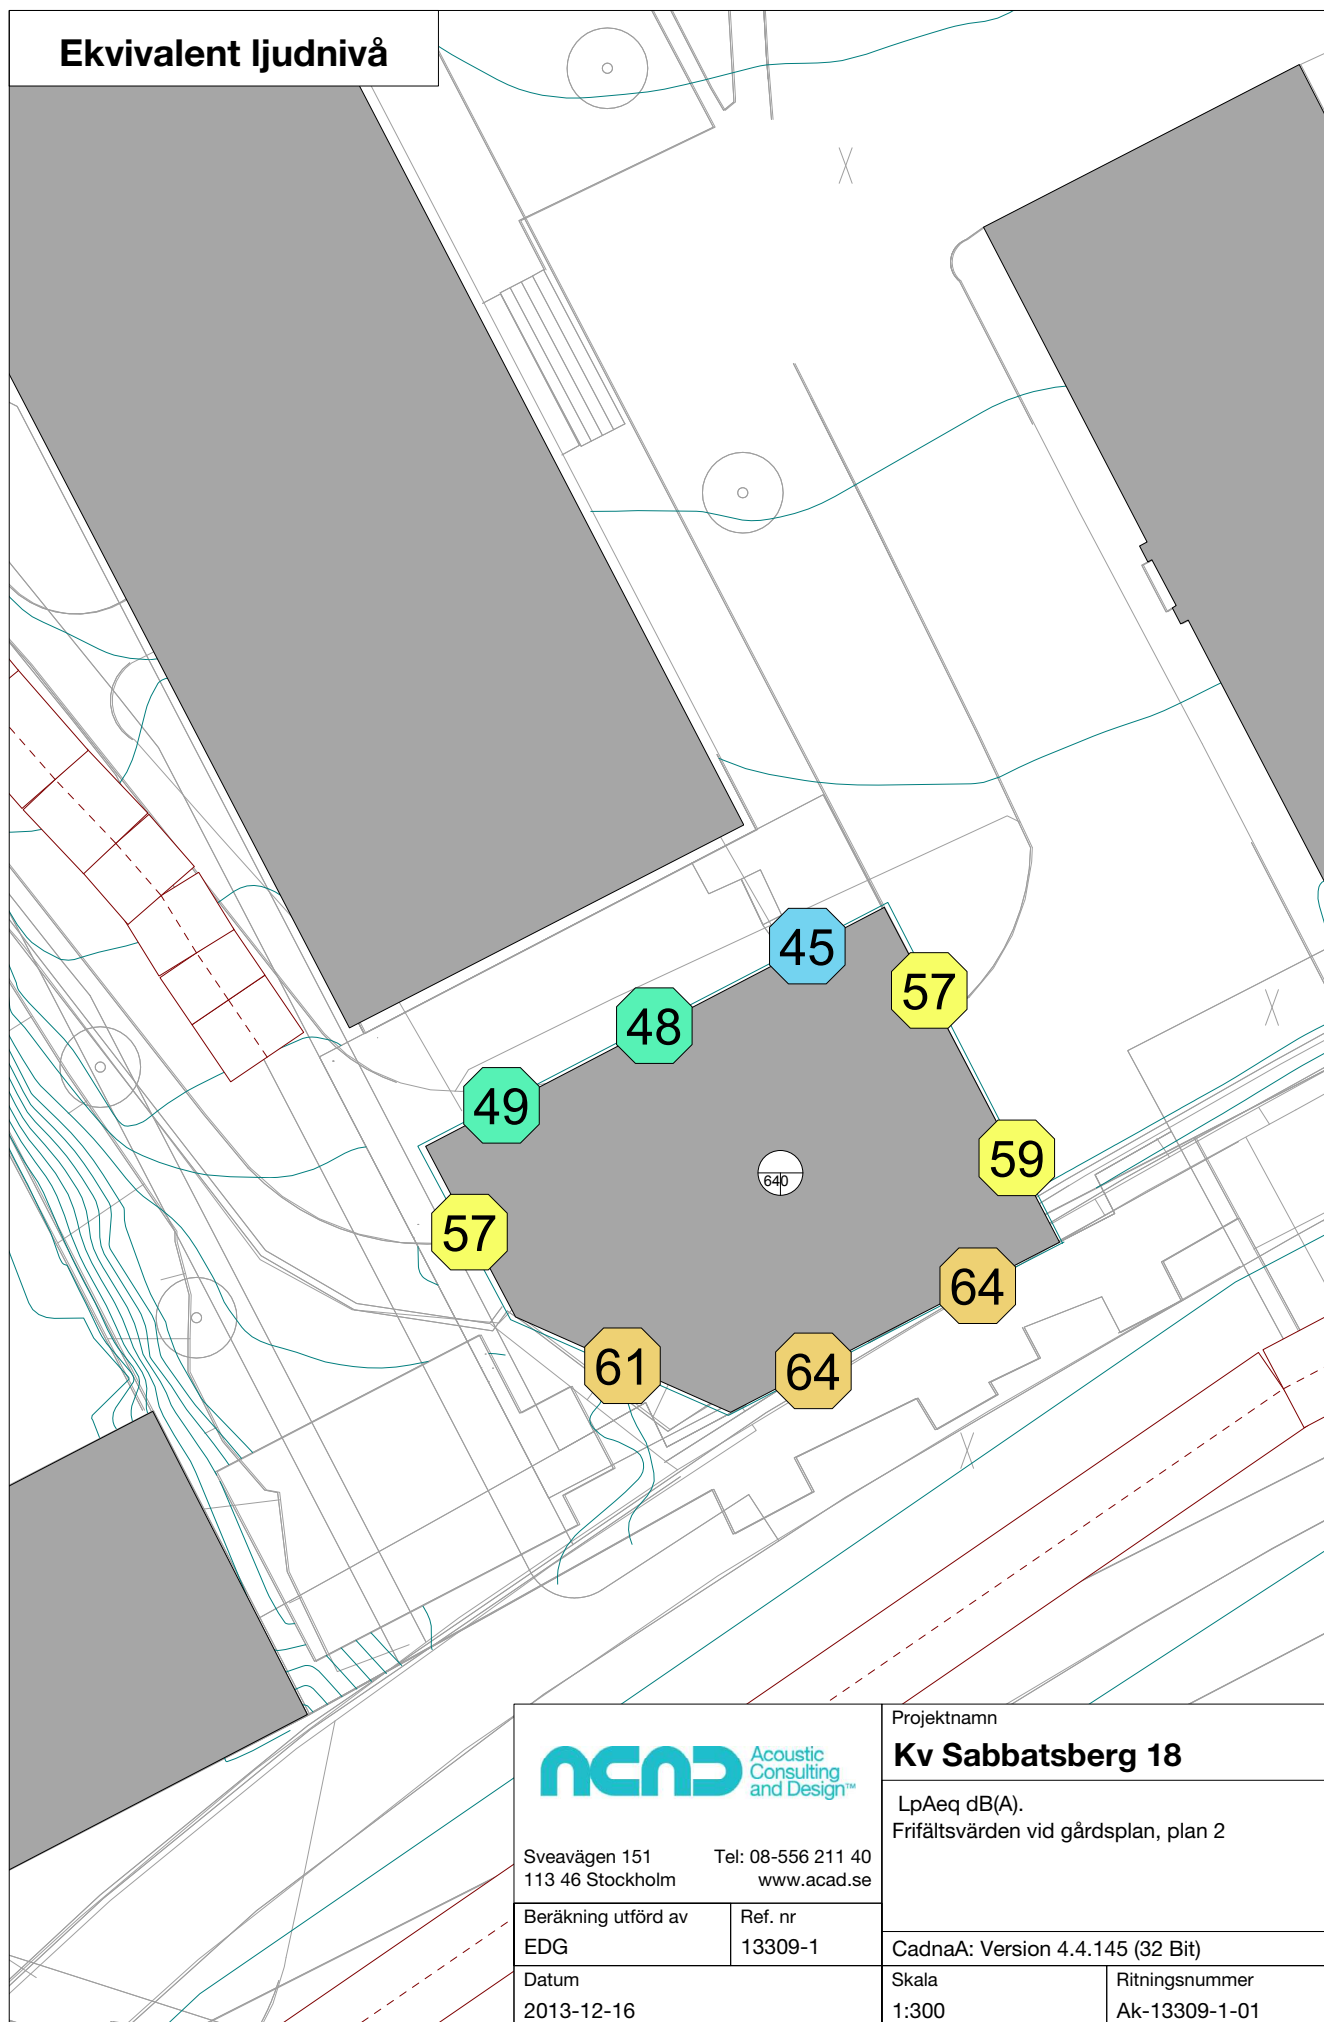 Ekvivalent ljudnivå
45
57
48
49
59
640
57
64
61
64
ACAD
Acoustic
Consulting
and Design™
Sveavägen 151
113 46 Stockholm
Tel: 08-556 211 40
www.acad.se
Beräkning utförd av
EDG
Ref. nr
13309-1
Datum
2013-12-16
Projektnamn
Kv Sabbatsberg 18
LpAeq dB(A).
Frifältsvärden vid gårdsplan, plan 2
CadnaA: Version 4.4.145 (32 Bit)
Skala
1:300
Ritningsnummer
Ak-13309-1-01